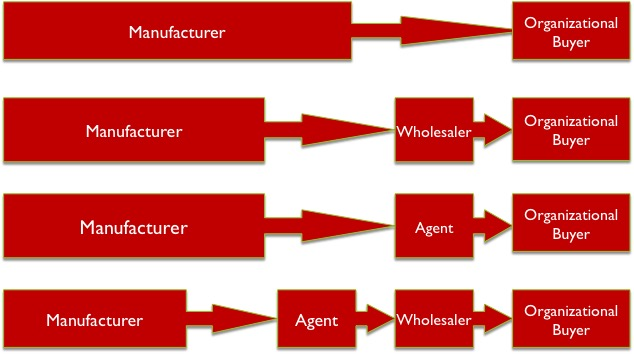 Manufacturer
Organizational
Buyer
Manufacturer
Wholesaler
Organizational
Buyer
Manufacturer
Agent
Organizational
Buyer
Manufacturer
Agent
Wholesaler
Organizational
Buyer